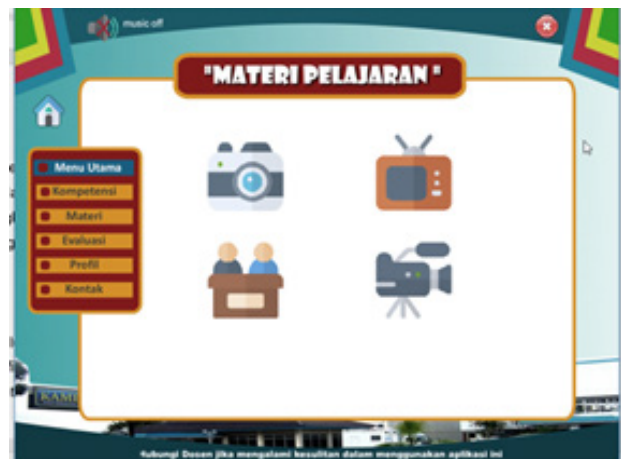 music off
"MATERI PELAJARAN "
Menu Utama
Kompetensi
Materi
Evaluasi
Profil
Kontak
KAMP
Hubungi Dosen jika mengalami kesulitan dalam menggunakan aplikasi ini